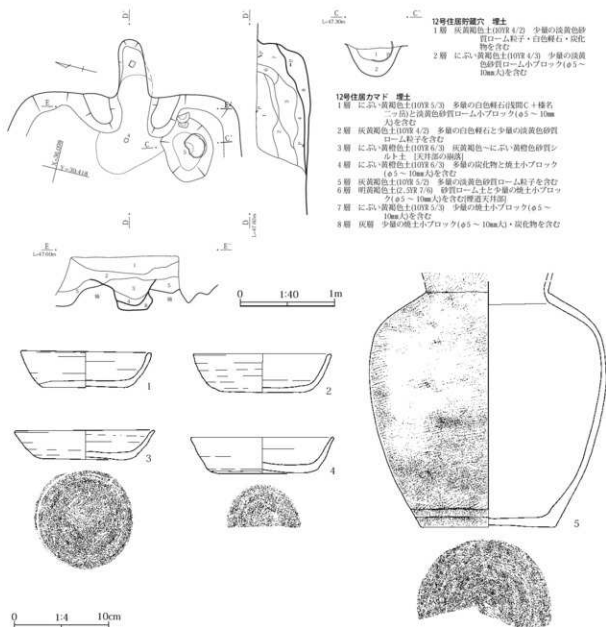 D
D
C
L=47.30m
C'
12号住居貯蔵穴 埋土
1層 灰黄褐色土(10YR 4/2) 少量の淡黄色砂
質ローム粒子・白色軽石・炭化
物を含む
2層 にぶい黄褐色土(10YR 4/3) 少量の淡黄
色砂質ローム小ブロック(φ5～
10mm大)を含む
12号住居カマド 埋土
1層 にぶい黄褐色土(10YR 5/3) 多量の白色軽石(浅間C+榛名
二ッ岳)と淡黄色砂質ローム小ブロック(φ5～10mm
大)を含む
2層 灰黄褐色土(10YR 4/2) 多量の白色軽石と少量の淡黄色砂質
ローム粒子を含む
3層 にぶい黄橙色土(10YR 6/3) 灰黄褐色～にぶい黄橙色砂質シ
ルト土 [天井部の崩落]
4層 にぶい黄橙色土(10YR 6/3) 多量の炭化物と焼土小ブロック
(φ5～10mm大)を含む
5層 灰黄褐色土(10YR 5/2) 多量の淡黄色砂質ローム粒子を含む
6層 明黄褐色土(2.5YR 7/6) 砂質ローム土と少量の焼土小ブロッ
ク(φ5～10mm大)を含む[煙道天井部]
7層 にぶい黄褐色土(10YR 5/3) 少量の焼土小ブロック(φ5～
10mm大)を含む
8層 灰層 少量の焼土小ブロック(φ5～10mm大)・炭化物を含む
E
E'
C
C'
D'
D'
L=47.60m
E
L=47.60m
E'
0 1:40 1m
1
2
3
4
5
0 1:4 10cm